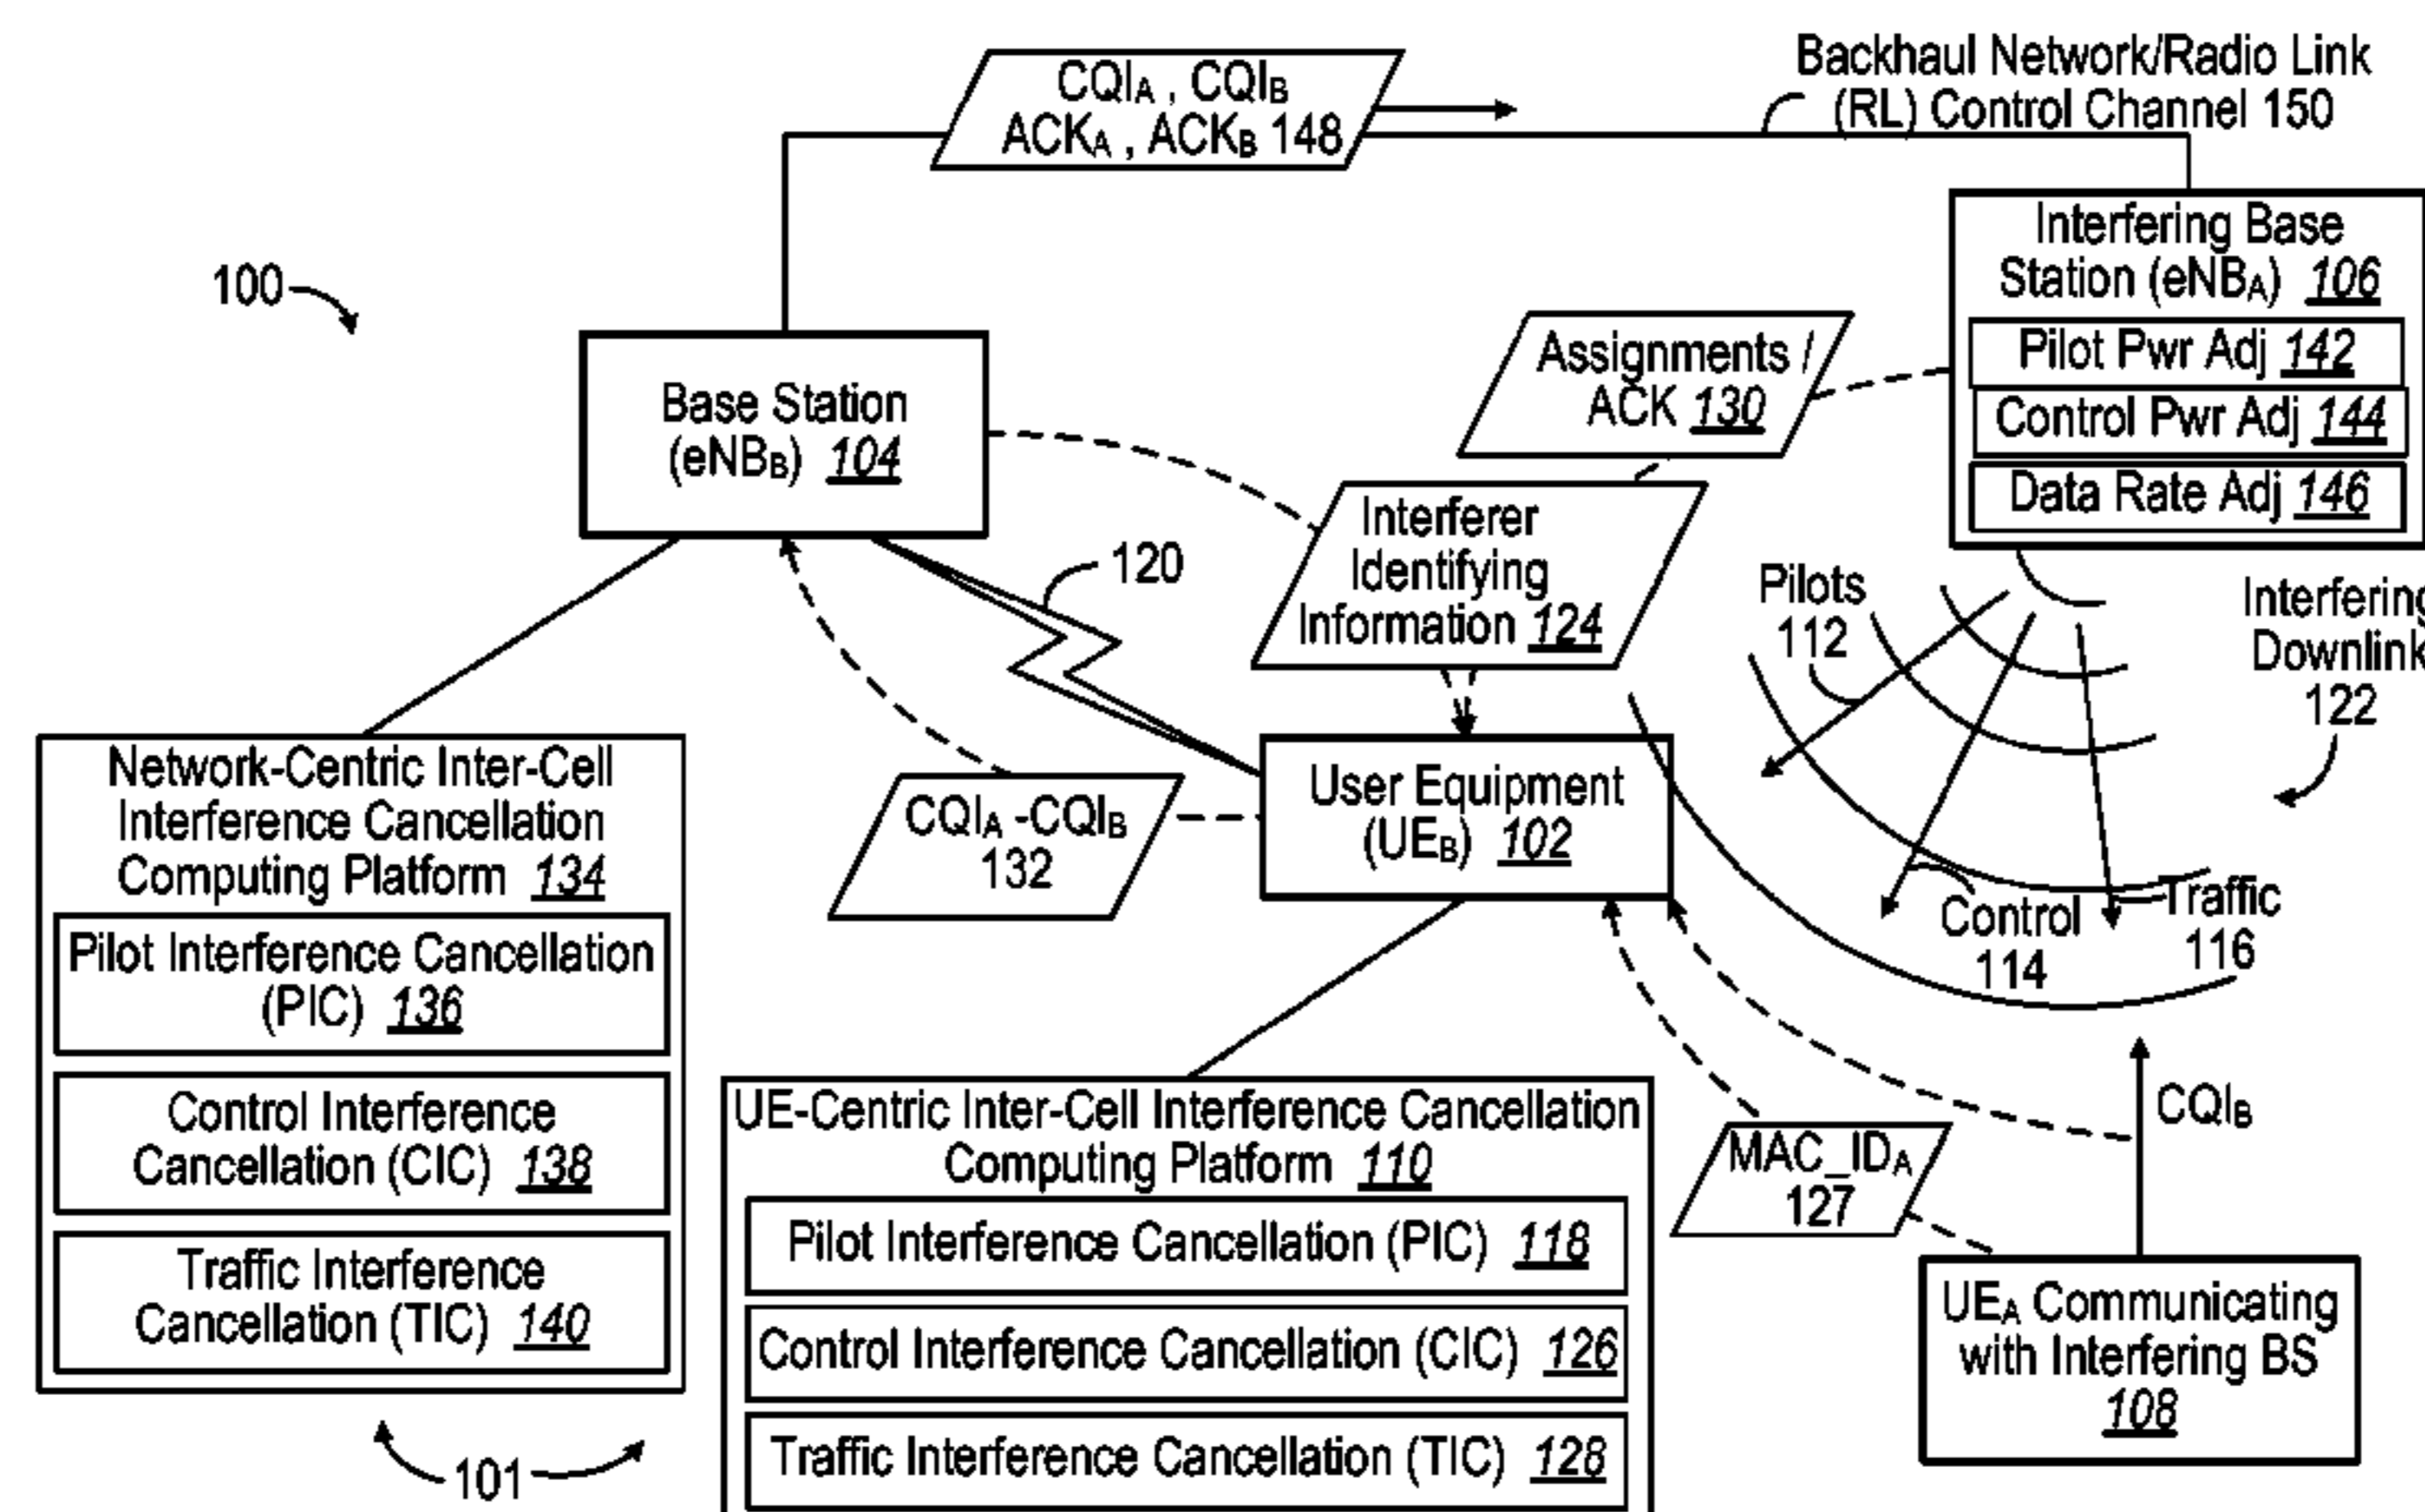 CQIA , CQIB
ACKA , ACKB 148
Backhaul Network/Radio Link
(RL) Control Channel 150
100
Interfering Base
Station (eNBA) 106
Pilot Pwr Adj 142
Control Pwr Adj 144
Data Rate Adj 146
Assignments /
ACK 130
Base Station
(eNBB) 104
Interferer
Identifying
Information 124
120
Pilots
112
Interfering
Downlink
122
Network-Centric Inter-Cell
Interference Cancellation
Computing Platform 134
Pilot Interference Cancellation
(PIC) 136
Control Interference
Cancellation (CIC) 138
Traffic Interference
Cancellation (TIC) 140
CQIA -CQIB
132
User Equipment
(UEB) 102
Control
114
Traffic
116
UE-Centric Inter-Cell Interference Cancellation
Computing Platform 110
Pilot Interference Cancellation (PIC) 118
Control Interference Cancellation (CIC) 126
Traffic Interference Cancellation (TIC) 128
MAC_IDA
127
CQIB
UEA Communicating
with Interfering BS
108
101